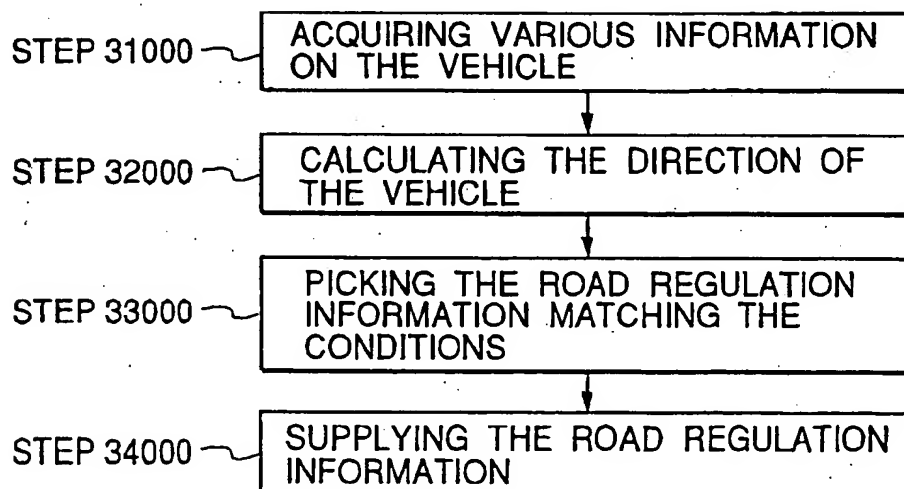 STEP 31000
ACQUIRING VARIOUS INFORMATION
ON THE VEHICLE
STEP 32000
CALCULATING THE DIRECTION OF
THE VEHICLE
STEP 33000
PICKING THE ROAD REGULATION
INFORMATION MATCHING THE
CONDITIONS
STEP 34000
SUPPLYING THE ROAD REGULATION
INFORMATION